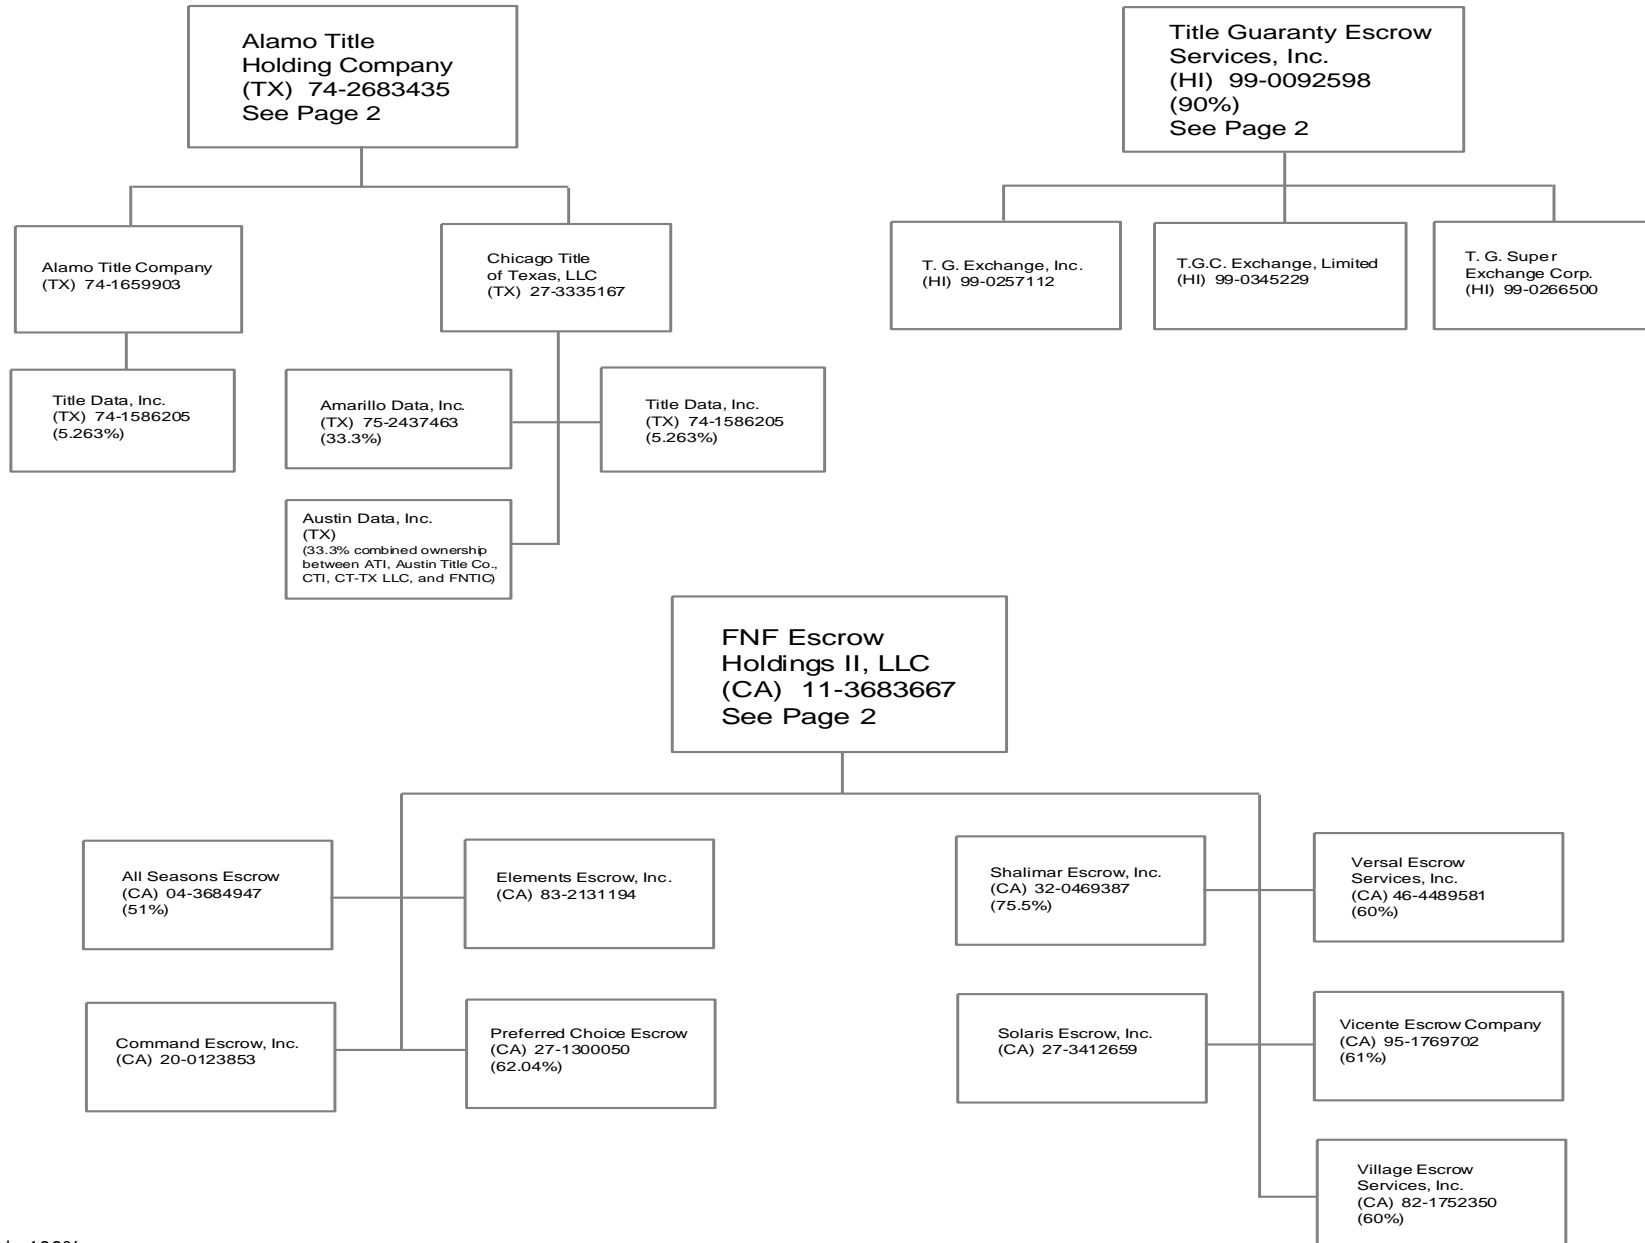 Alamo Title
Holding Company
(TX) 74-2683435
See Page 2
Title Guaranty Escrow
Services, Inc.
(HI) 99-0092598
(90%)
See Page 2
Alamo Title Company
(TX) 74-1659903
Chicago Title
of Texas, LLC
(TX) 27-3335167
T. G. Exchange, Inc.
(HI) 99-0257112
T.G.C. Exchange, Limited
(HI) 99-0345229
T. G. Super
Exchange Corp.
(HI) 99-0266500
Title Data, Inc.
(TX) 74-1586205
(5.263%)
Amarillo Data, Inc.
(TX) 75-2437463
(33.3%)
Title Data, Inc.
(TX) 74-1586205
(5.263%)
Austin Data, Inc.
(TX)
(33.3% combined ownership
between ATI, Austin Title Co.,
CTI, CT-TX LLC, and FNTIC)
FNF Escrow
Holdings II, LLC
(CA) 11-3683667
See Page 2
All Seasons Escrow
(CA) 04-3684947
(51%)
Elements Escrow, Inc.
(CA) 83-2131194
Shalimar Escrow, Inc.
(CA) 32-0469387
(75.5%)
Versal Escrow
Services, Inc.
(CA) 46-4489581
(60%)
Command Escrow, Inc.
(CA) 20-0123853
Preferred Choice Escrow
(CA) 27-1300050
(62.04%)
Solaris Escrow, Inc.
(CA) 27-3412659
Vicente Escrow Company
(CA) 95-1769702
(61%)
Village Escrow
Services, Inc.
(CA) 82-1752350
(60%)